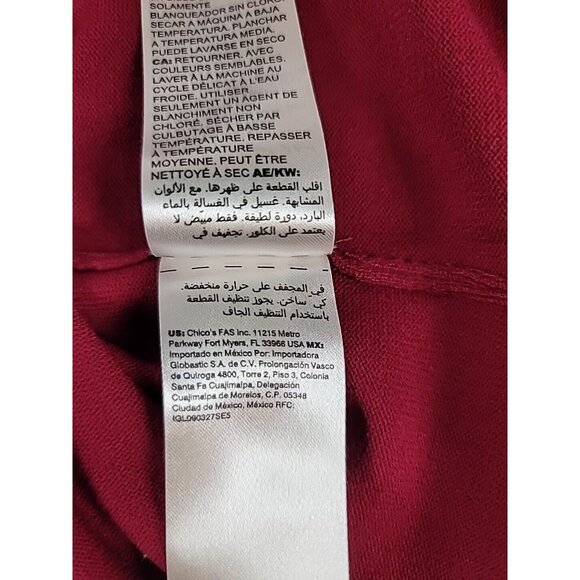 SOLAMENTE
BLANQUEADOR SIN CLORO,
SECAR A MÁQUINA A BAJA
TEMPERATURA, PLANCHAR
A TEMPERATURA MEDIA,
PUEDE LAVARSE EN SECO
CA: RETOURNER, AVEC
COULEURS SEMBLABLES.
LAVER À LA MACHINE AU
CYCLE DÉLICAT À L'EAU
FROIDE, UTILISER
SEULEMENT UN AGENT DE
BLANCHIMENT NON
CHLORÉ, SÉCHER PAR
CULBUTAGE À BASSE
TEMPÉRATURE, REPASSER
À TEMPÉRATURE
MOYENNE, PEUT ÊTRE
NETTOYÉ À SEC AE/KW:
اقلب القطعة على ظهرها. مع الألوان
المشابهة. غسيل في الغسالة بالماء
البارد، دورة لطيفة. فقط مبيّض لا
يعتمد على الكلور. تجفيف في
في المجفف على حرارة منخفضة.
كيّ ساخن. يجوز تنظيف القطعة
باستخدام التنظيف الجاف
US: Chico's FAS Inc. 11215 Metro
Parkway Fort Myers, FL 33966 USA MX:
Importado en México Por: Importadora
Globastic S.A. de C.V. Prolongación Vasco
de Quiroga 4800, Torre 2, Piso 3, Colonia
Santa Fe Cuajimalpa, Delegación
Cuajimalpa de Morelos, C.P. 05348
Ciudad de México, México RFC:
IGL090327SE5